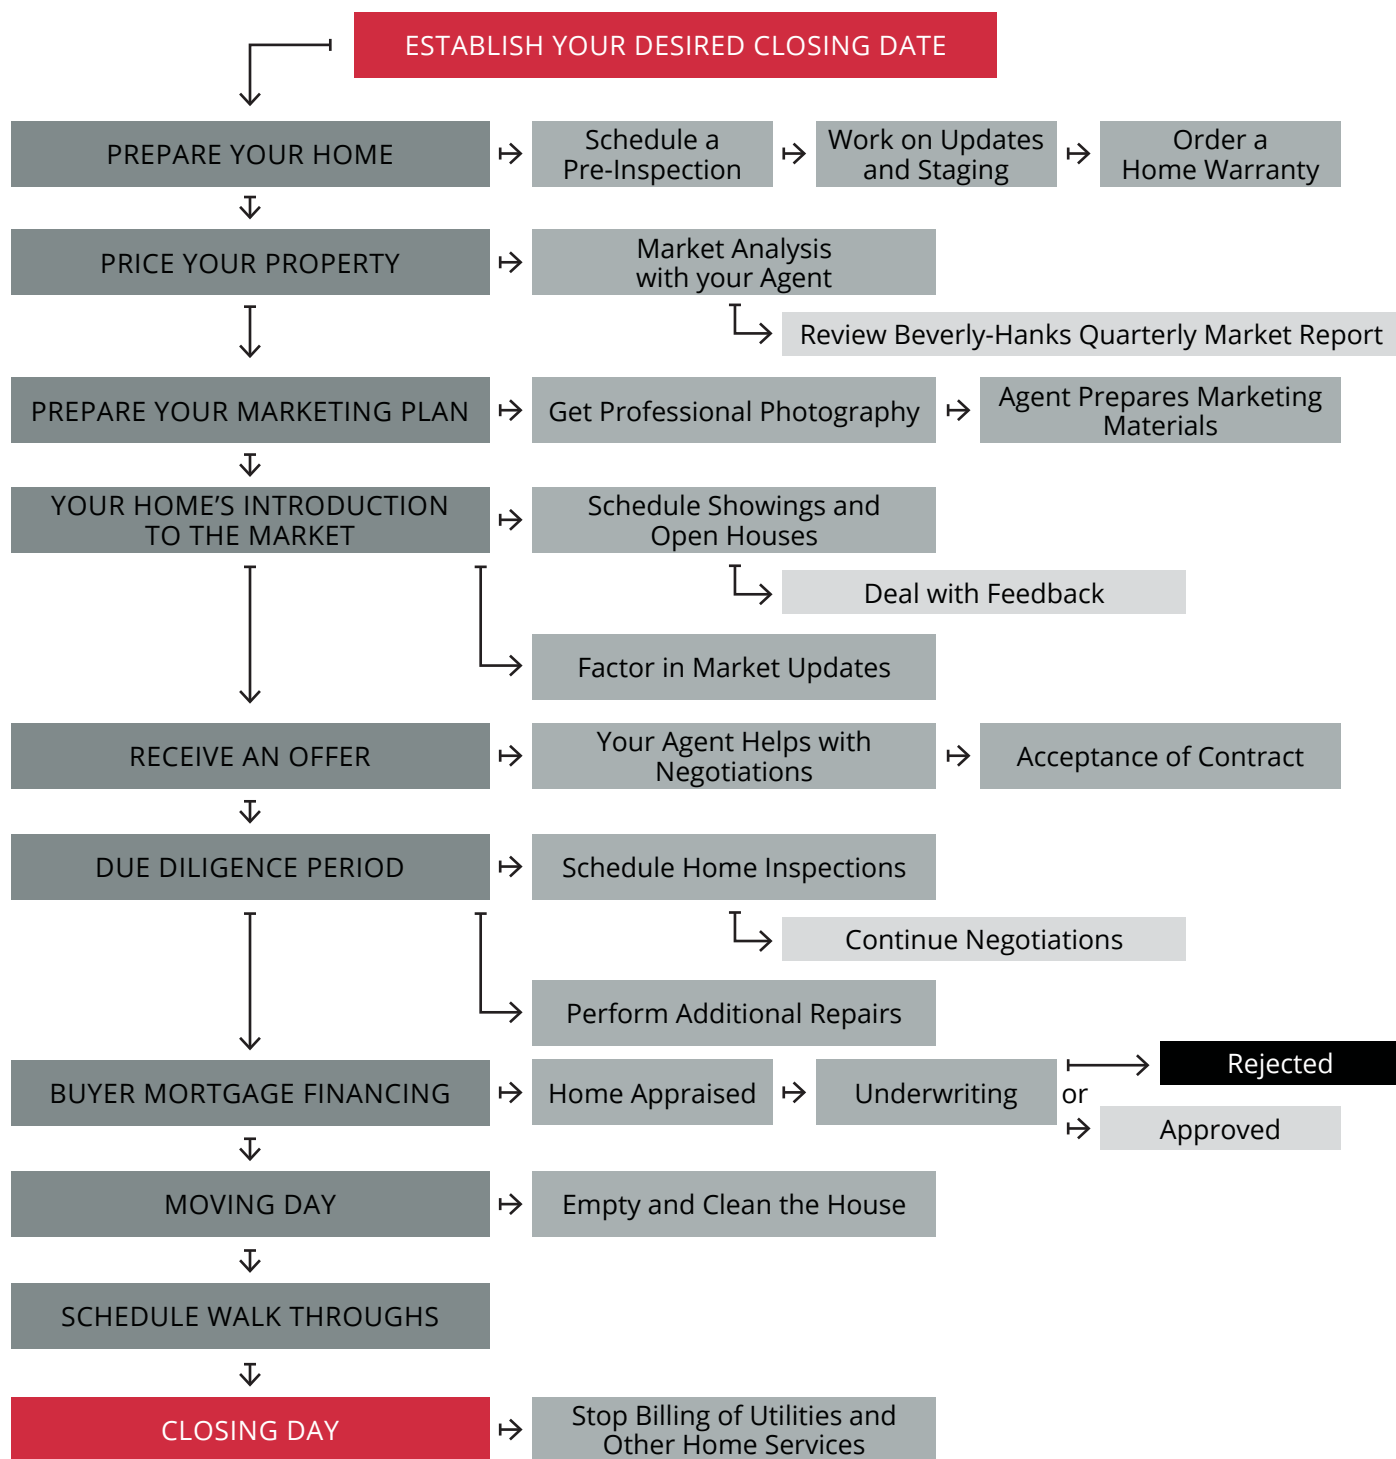 ESTABLISH YOUR DESIRED CLOSING DATE
PREPARE YOUR HOME
Schedule a
Pre-Inspection
Work on Updates
and Staging
Order a
Home Warranty
PRICE YOUR PROPERTY
Market Analysis
with your Agent
Review Beverly-Hanks Quarterly Market Report
PREPARE YOUR MARKETING PLAN
Get Professional Photography
Agent Prepares Marketing
Materials
YOUR HOME’S INTRODUCTION
TO THE MARKET
Schedule Showings and
Open Houses
Deal with Feedback
Factor in Market Updates
RECEIVE AN OFFER
Your Agent Helps with
Negotiations
Acceptance of Contract
DUE DILIGENCE PERIOD
Schedule Home Inspections
Continue Negotiations
Perform Additional Repairs
BUYER MORTGAGE FINANCING
Home Appraised
Underwriting
Rejected
or
Approved
MOVING DAY
Empty and Clean the House
SCHEDULE WALK THROUGHS
CLOSING DAY
Stop Billing of Utilities and
Other Home Services